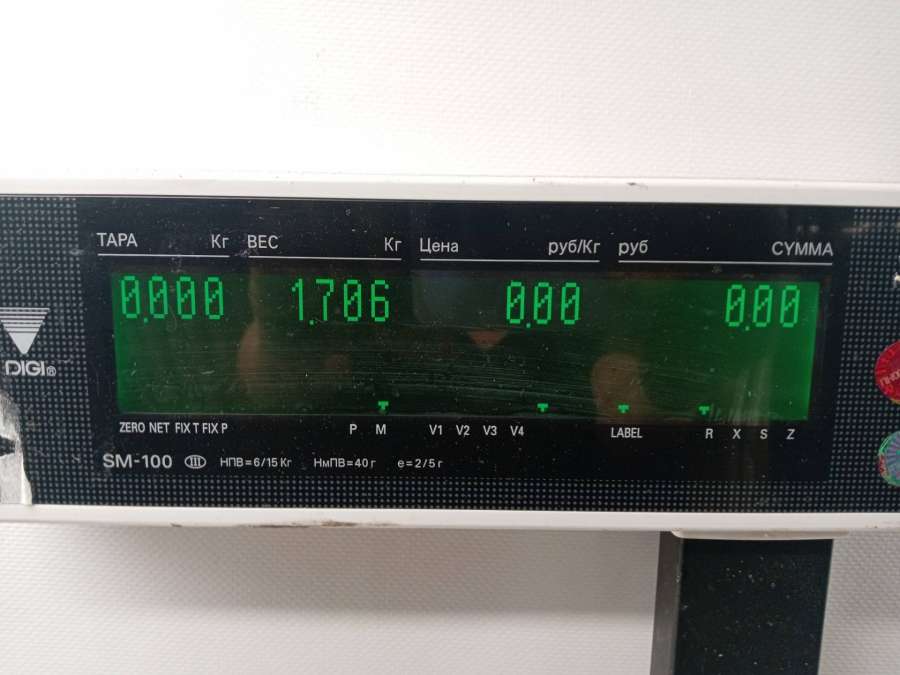 ТАРА Кг ВЕС Кг Цена руб/Кг руб СУММА
0.000 1.706 0.00 0.00
DIGI®
ZERO NET FIX T FIX P P M V1 V2 V3 V4 LABEL R X S Z
SM-100 III НПВ=6/15 Кг НмПВ=40 г e=2/5 г